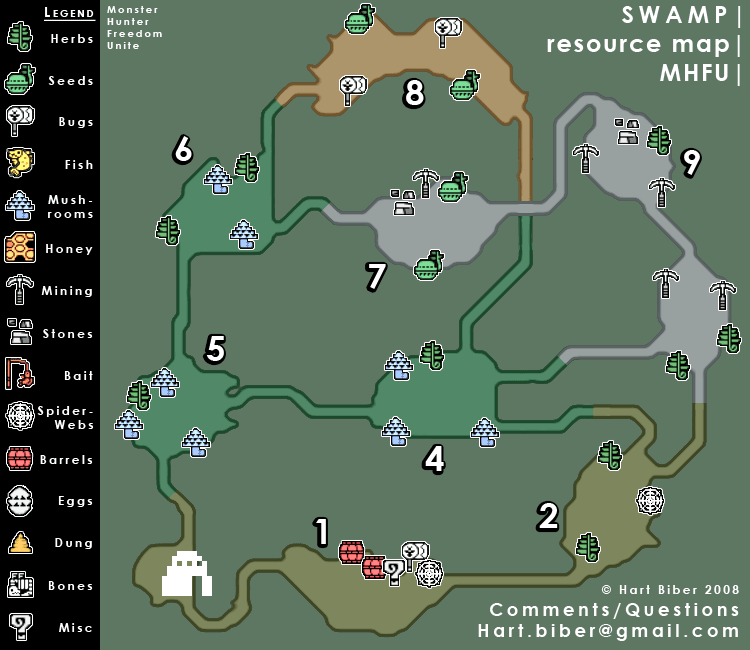 LEGEND
Herbs
Seeds
Bugs
Fish
Mush-
rooms
Honey
Mining
Stones
Bait
Spider-
Webs
Barrels
Eggs
Dung
Bones
Misc
Monster
Hunter
Freedom
Unite
SWAMP|
resource map|
MHFU|
8
6
9
7
5
4
2
1
© Hart Biber 2008
Comments/Questions
Hart.biber@gmail.com